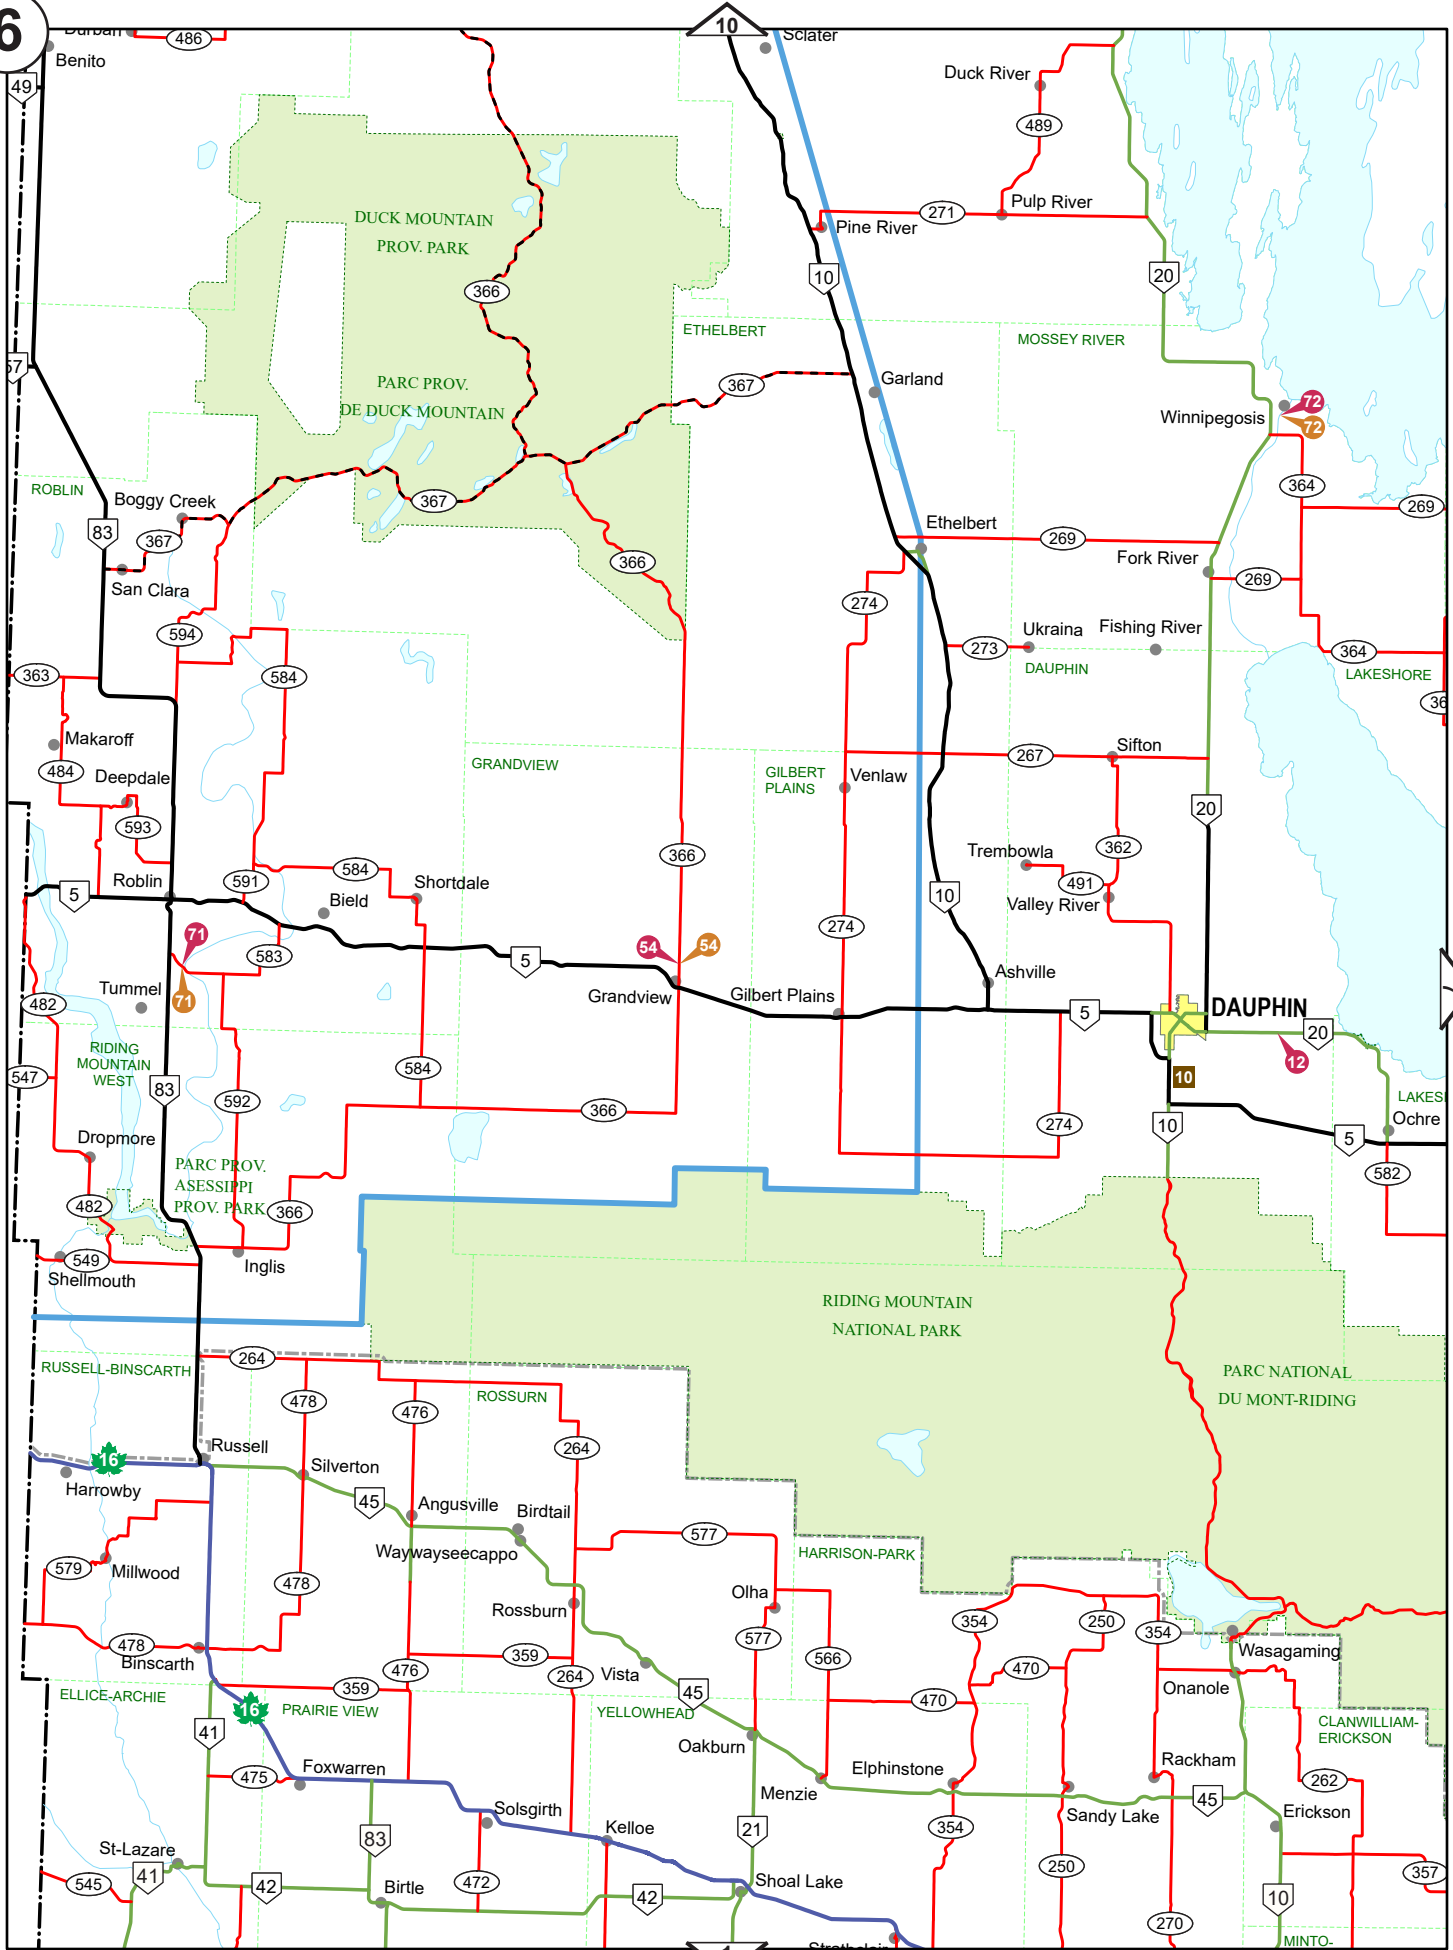 6
10
Durban
486
Benito
49
Sclater
Duck River
489
DUCK MOUNTAIN
PROV. PARK
271
Pulp River
Pine River
10
20
366
ETHELBERT
MOSSEY RIVER
57
PARC PROV.
DE DUCK MOUNTAIN
367
Garland
72
Winnipegosis
72
ROBLIN
Boggy Creek
367
364
269
83
367
Ethelbert
269
Fork River
San Clara
366
269
274
594
Ukraina
Fishing River
273
364
363
584
DAUPHIN
LAKESHORE
36
Makaroff
Sifton
GRANDVIEW
267
484
GILBERT
PLAINS
Venlaw
Deepdale
20
593
362
366
Trembowla
Roblin
591
584
Shortdale
491
5
Bield
10
Valley River
71
274
583
54
54
5
Ashville
482
Tummel
71
Grandview
Gilbert Plains
DAUPHIN
5
20
RIDING
MOUNTAIN
WEST
12
547
584
10
83
592
366
LAKES
Ochre
274
10
5
Dropmore
PARC PROV.
ASESSIPPI
PROV. PARK
582
482
366
549
Inglis
Shellmouth
RIDING MOUNTAIN
NATIONAL PARK
264
RUSSELL-BINSCARTH
PARC NATIONAL
DU MONT-RIDING
478
ROSSURN
476
Russell
264
16
Silverton
Harrowby
45
Angusville
Birdtail
577
Waywayseecappo
HARRISON-PARK
579
Millwood
478
Olha
Rossburn
354
250
354
478
577
Binscarth
359
566
Wasagaming
476
264
Vista
470
ELLICE-ARCHIE
359
45
Onanole
16
PRAIRIE VIEW
470
YELLOWHEAD
41
CLANWILLIAM-
ERICKSON
Oakburn
Rackham
475
Foxwarren
Elphinstone
Menzie
262
45
Solsgirth
Sandy Lake
Erickson
83
Kelloe
21
354
St-Lazare
250
41
545
42
Birtle
472
42
Shoal Lake
357
10
270
Strathclair
MINTO-